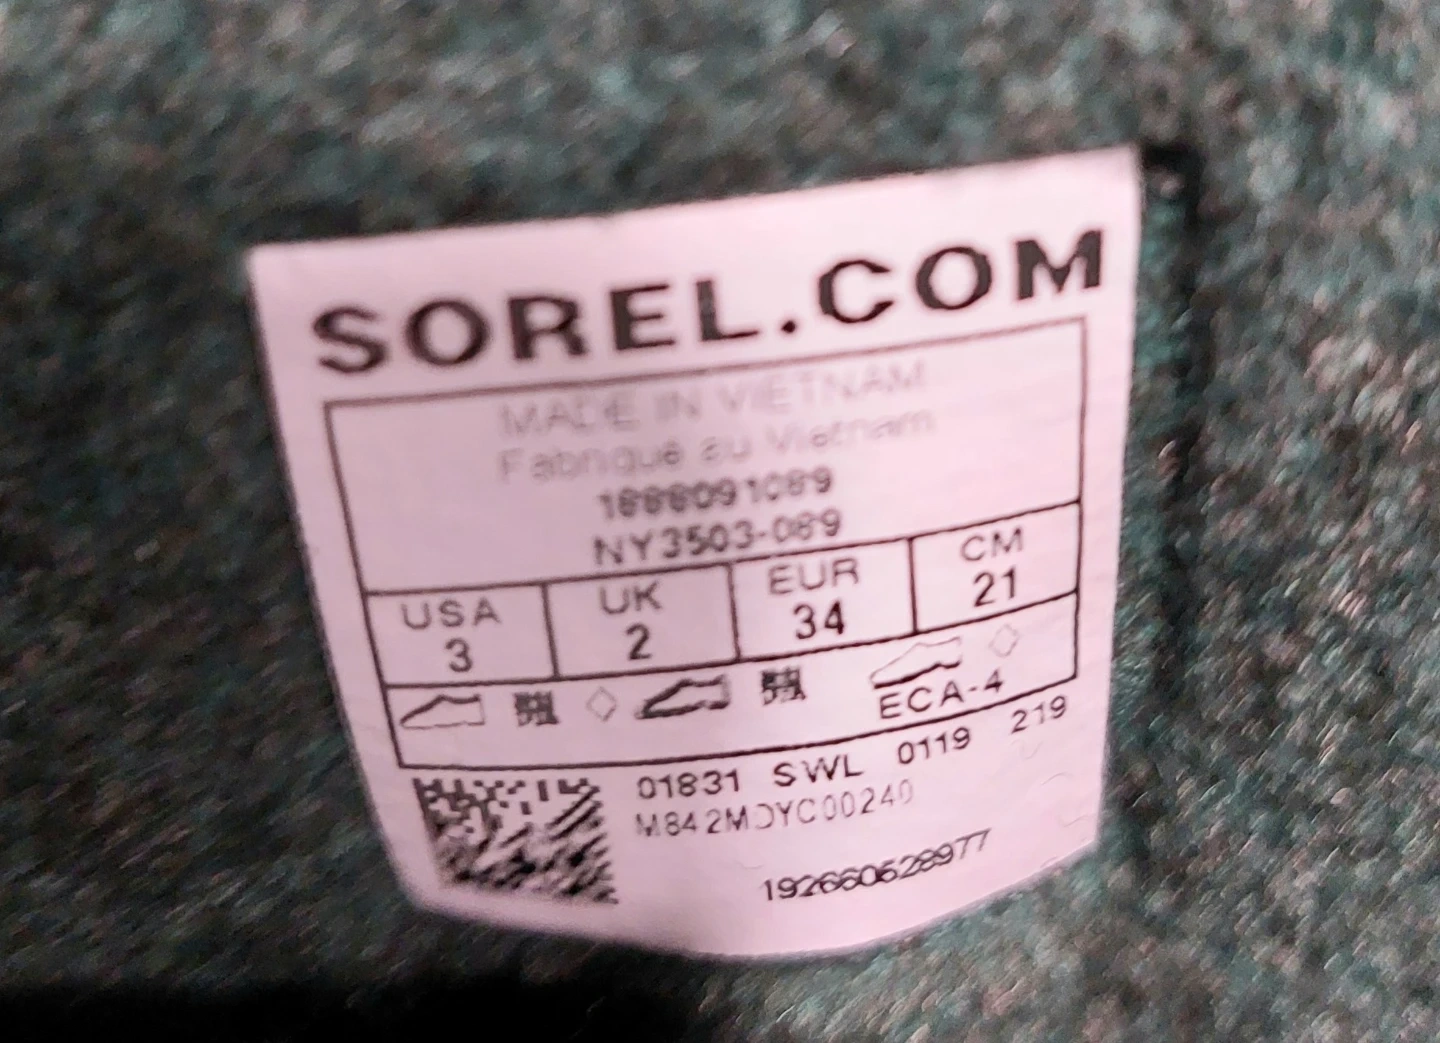 SOREL.COM
MADE IN VIETNAM
Fabriqué au Vietnam
1888091089
NY3503-089
USA UK EUR CM
3 2 34 21
ECA-4
01831 SWL 0119 219
192660628977